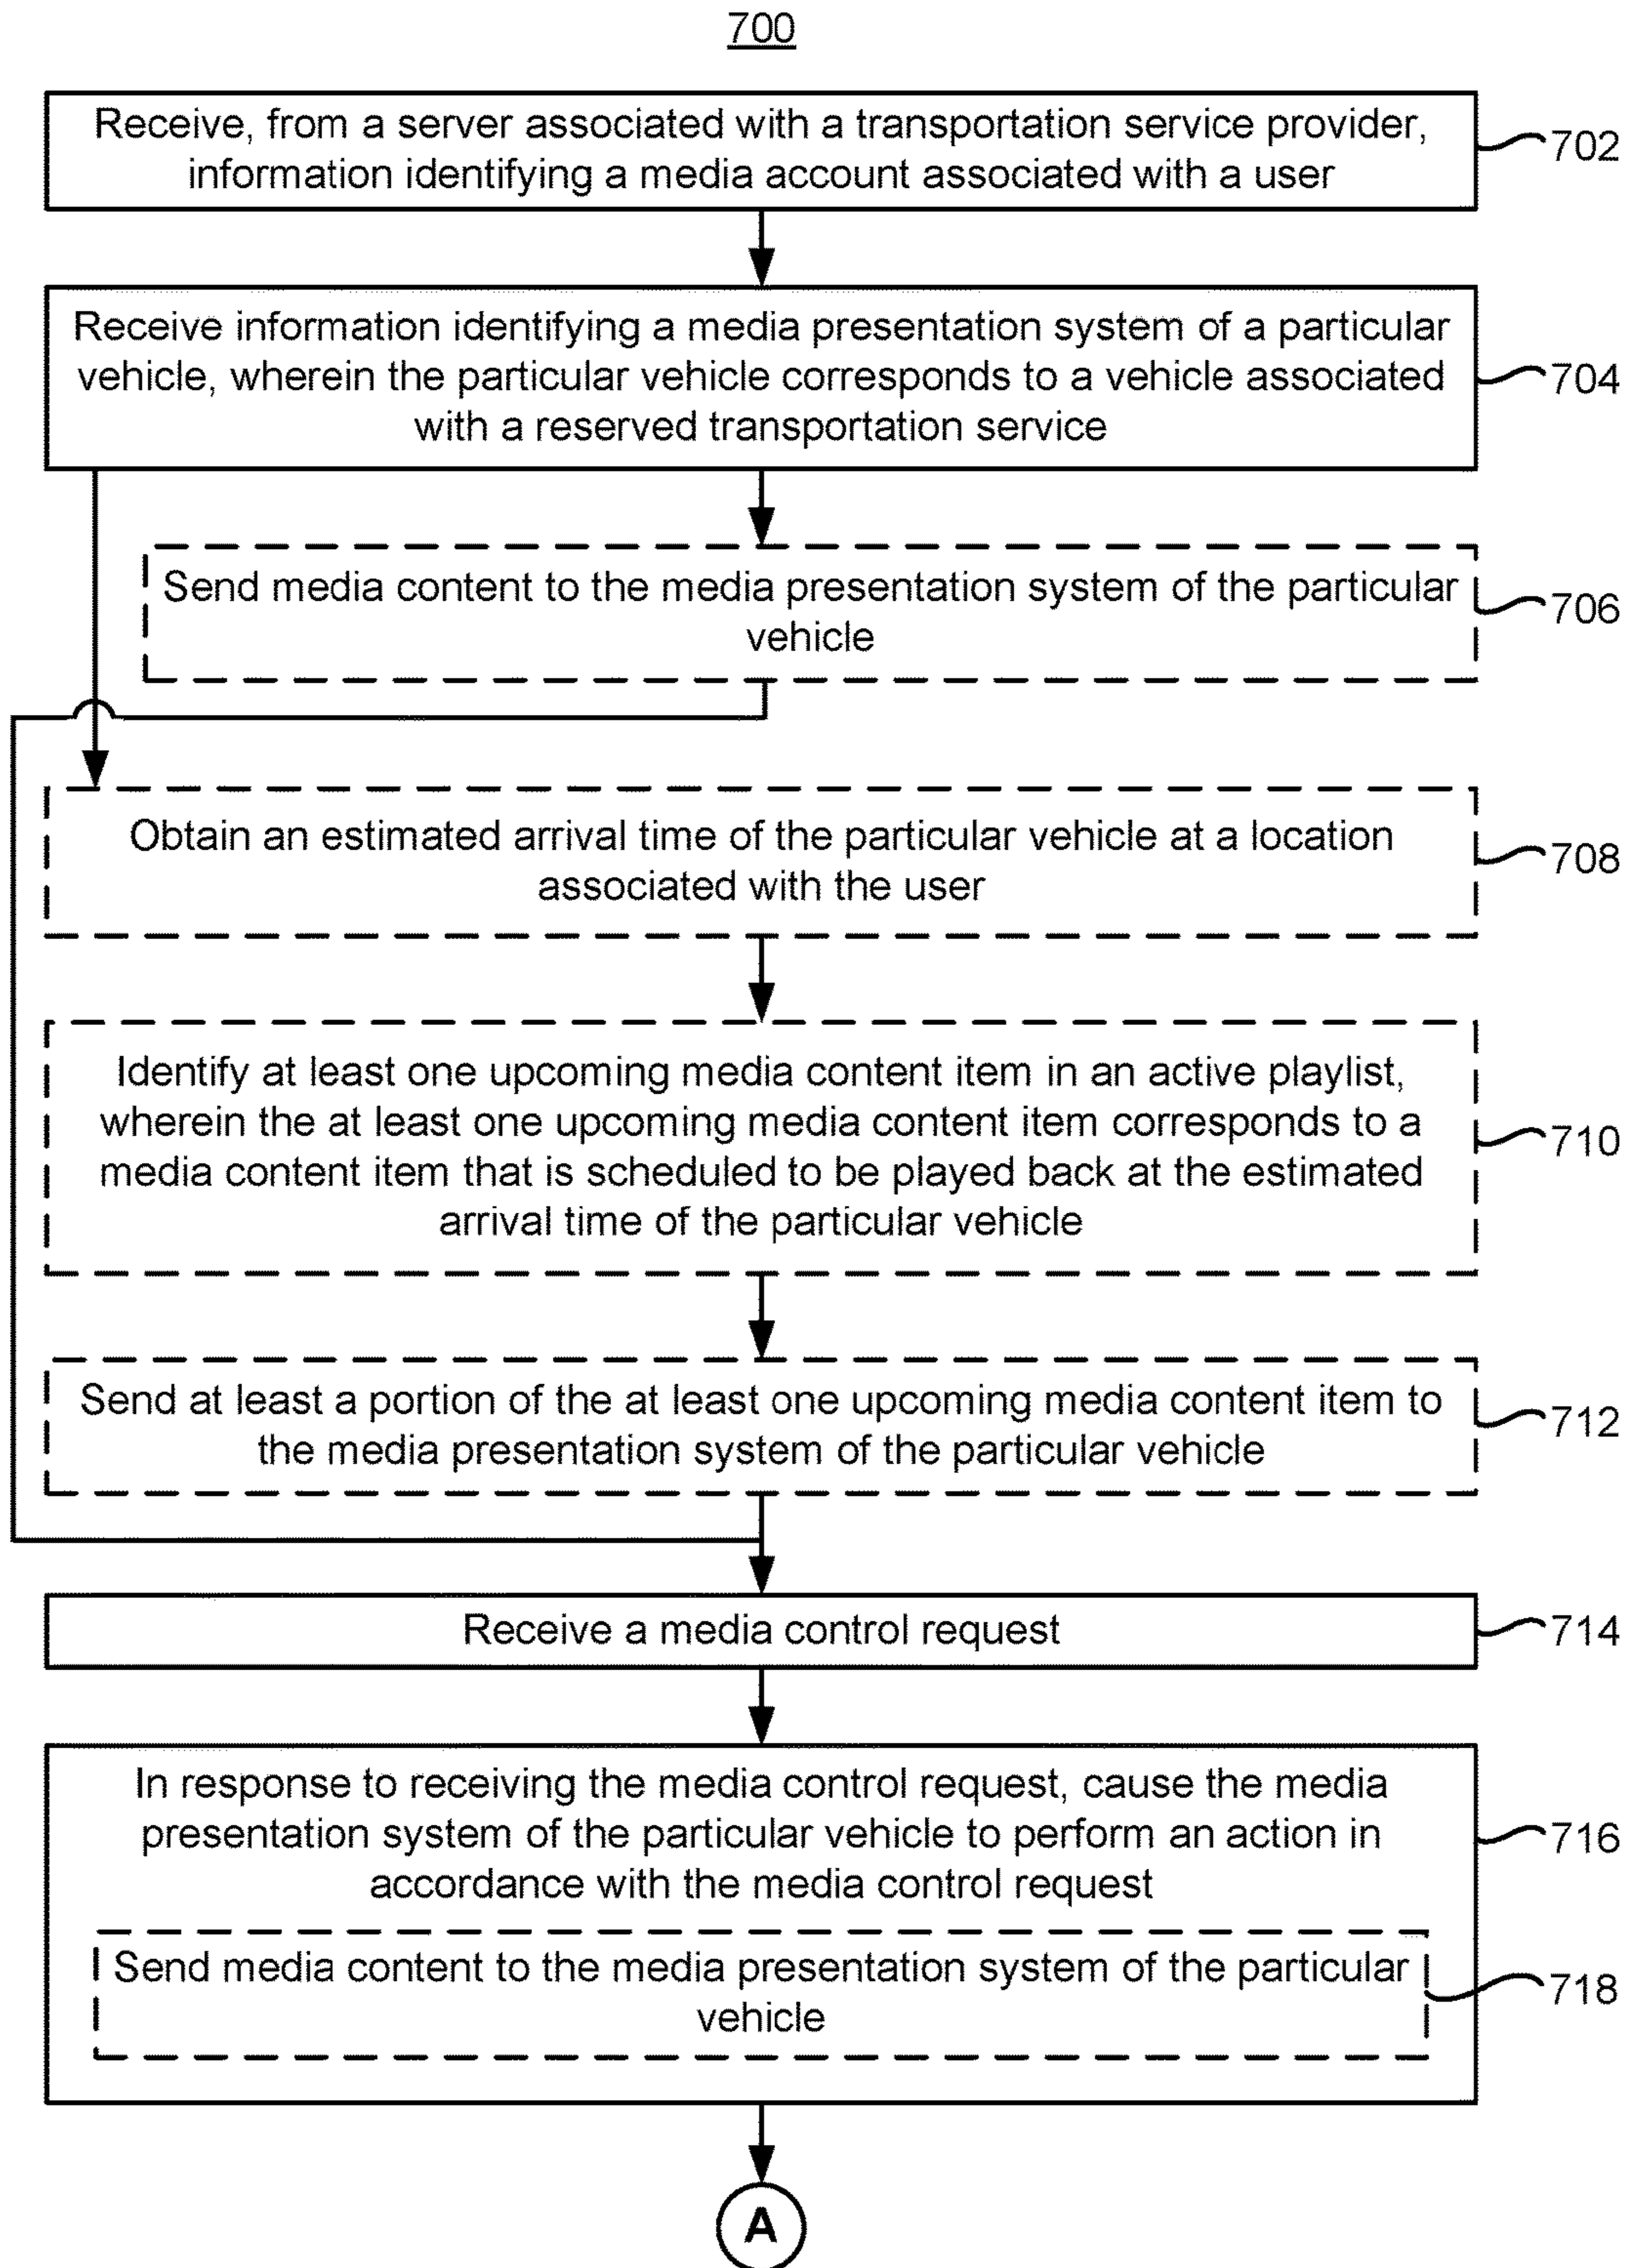 700
Receive, from a server associated with a transportation service provider,
information identifying a media account associated with a user
702
Receive information identifying a media presentation system of a particular
vehicle, wherein the particular vehicle corresponds to a vehicle associated
with a reserved transportation service
704
Send media content to the media presentation system of the particular
vehicle
706
Obtain an estimated arrival time of the particular vehicle at a location
associated with the user
708
Identify at least one upcoming media content item in an active playlist,
wherein the at least one upcoming media content item corresponds to a
media content item that is scheduled to be played back at the estimated
arrival time of the particular vehicle
710
Send at least a portion of the at least one upcoming media content item to
the media presentation system of the particular vehicle
712
Receive a media control request
714
In response to receiving the media control request, cause the media
presentation system of the particular vehicle to perform an action in
accordance with the media control request
716
Send media content to the media presentation system of the particular
vehicle
718
A